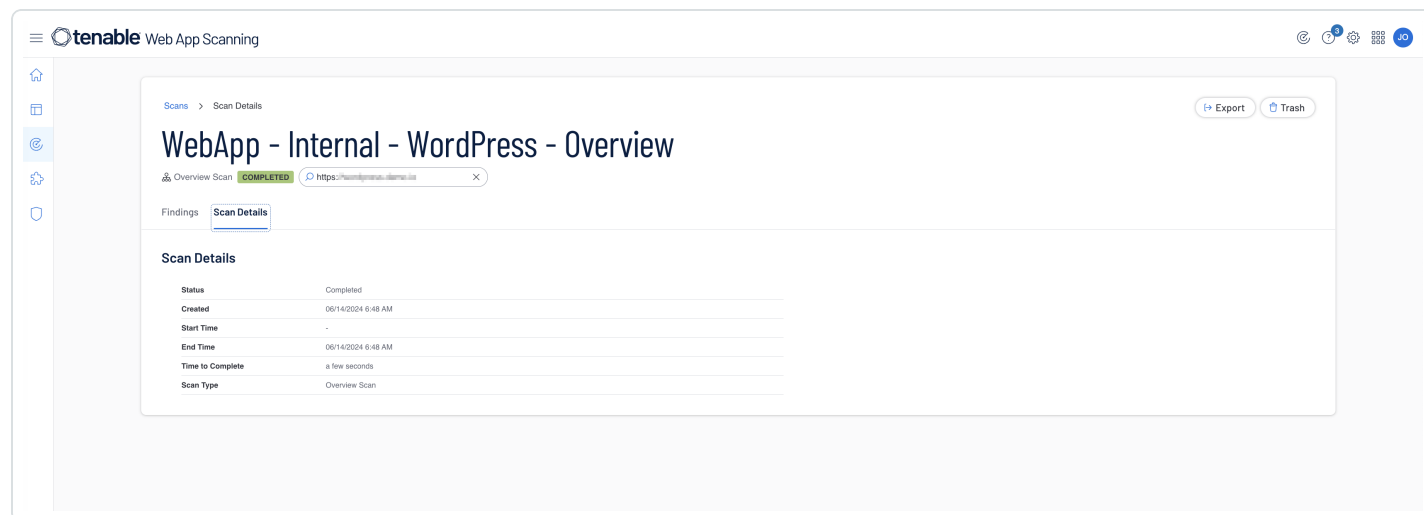 tenable Web App Scanning
3
JO
Scans > Scan Details
Export
Trash
WebApp - Internal - WordPress - Overview
Overview Scan COMPLETED https:
Findings Scan Details
Scan Details
Status Completed
Created 06/14/2024 6:48 AM
Start Time -
End Time 06/14/2024 6:48 AM
Time to Complete a few seconds
Scan Type Overview Scan